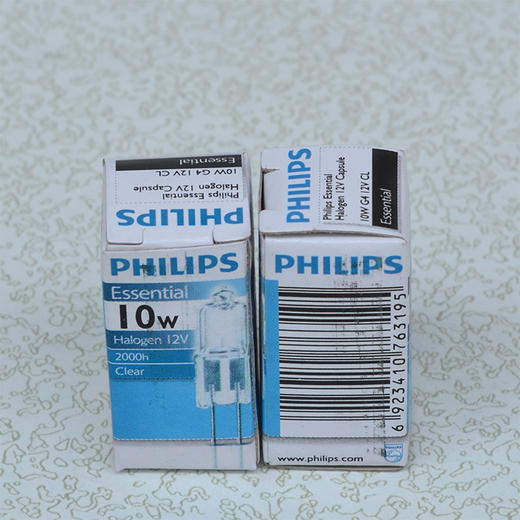 Essential
10W G4 12V CL
Halogen 12V Capsule
Philips Essential
PHILIPS
PHILIPS
Essential
10w
Halogen 12V
2000h
Clear
PHILIPS
Philips Essential
Halogen 12V Capsule
10W G4 12V CL
Essential
PHILIPS
6 923410 763195
www.philips.com